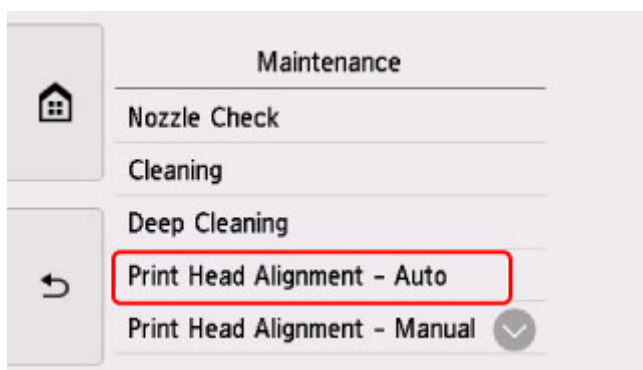 Maintenance
Nozzle Check
Cleaning
Deep Cleaning
Print Head Alignment - Auto
Print Head Alignment - Manual